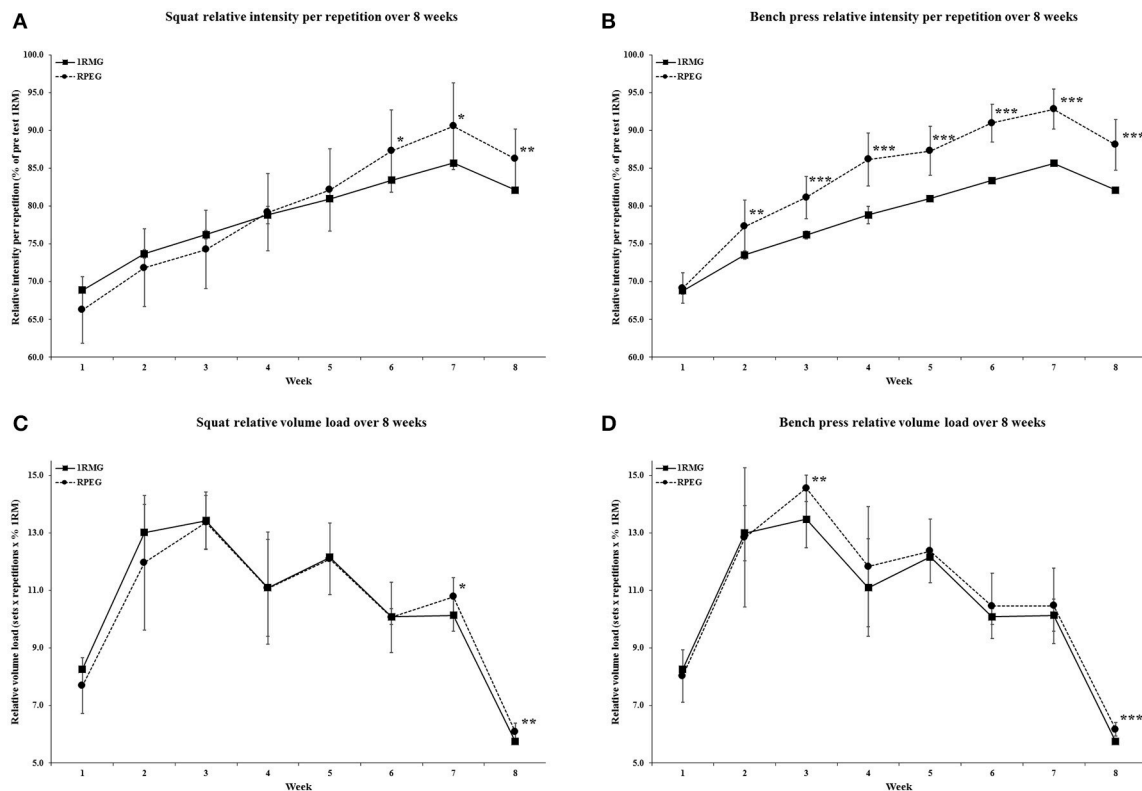 A
Squat relative intensity per repetition over 8 weeks
1RMG
RPEG
Relative intensity per repetition (% of pre test 1RM)
100.0
95.0
90.0
85.0
80.0
75.0
70.0
65.0
60.0
*
*
**
1 2 3 4 5 6 7 8
Week
B
Bench press relative intensity per repetition over 8 weeks
1RMG
RPEG
Relative intensity per repetition (% of pre test 1RM)
100.0
95.0
90.0
85.0
80.0
75.0
70.0
65.0
60.0
**
***
***
***
***
***
***
1 2 3 4 5 6 7 8
Week
C
Squat relative volume load over 8 weeks
1RMG
RPEG
Relative volume load (sets x repetitions x % 1RM)
15.0
13.0
11.0
9.0
7.0
5.0
*
**
1 2 3 4 5 6 7 8
Week
D
Bench press relative volume load over 8 weeks
1RMG
RPEG
Relative volume load (sets x repetitions x % 1RM)
15.0
13.0
11.0
9.0
7.0
5.0
**
***
1 2 3 4 5 6 7 8
Week